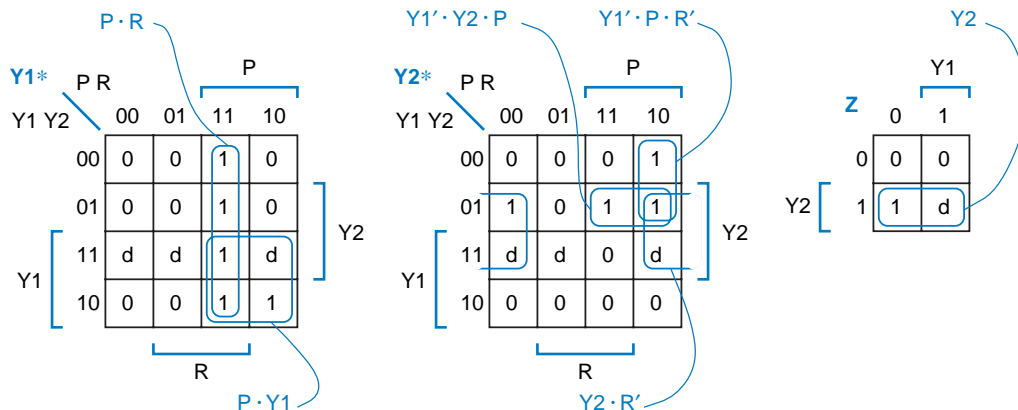 P · R
Y1′ · Y2 · P
Y1′ · P · R′
Y2
Y1* P R
P
Y1 Y2 00 01 11 10
00 0 0 1 0
01 0 0 1 0
11 d d 1 d
10 0 0 1 1
Y1
Y2
R
P · Y1
Y2* P R
P
Y1 Y2 00 01 11 10
00 0 0 0 1
01 1 0 1 1
11 d d 0 d
10 0 0 0 0
Y1
Y2
R
Y2 · R′
Z
Y1
0 1
0 0 0
1 1 d
Y2